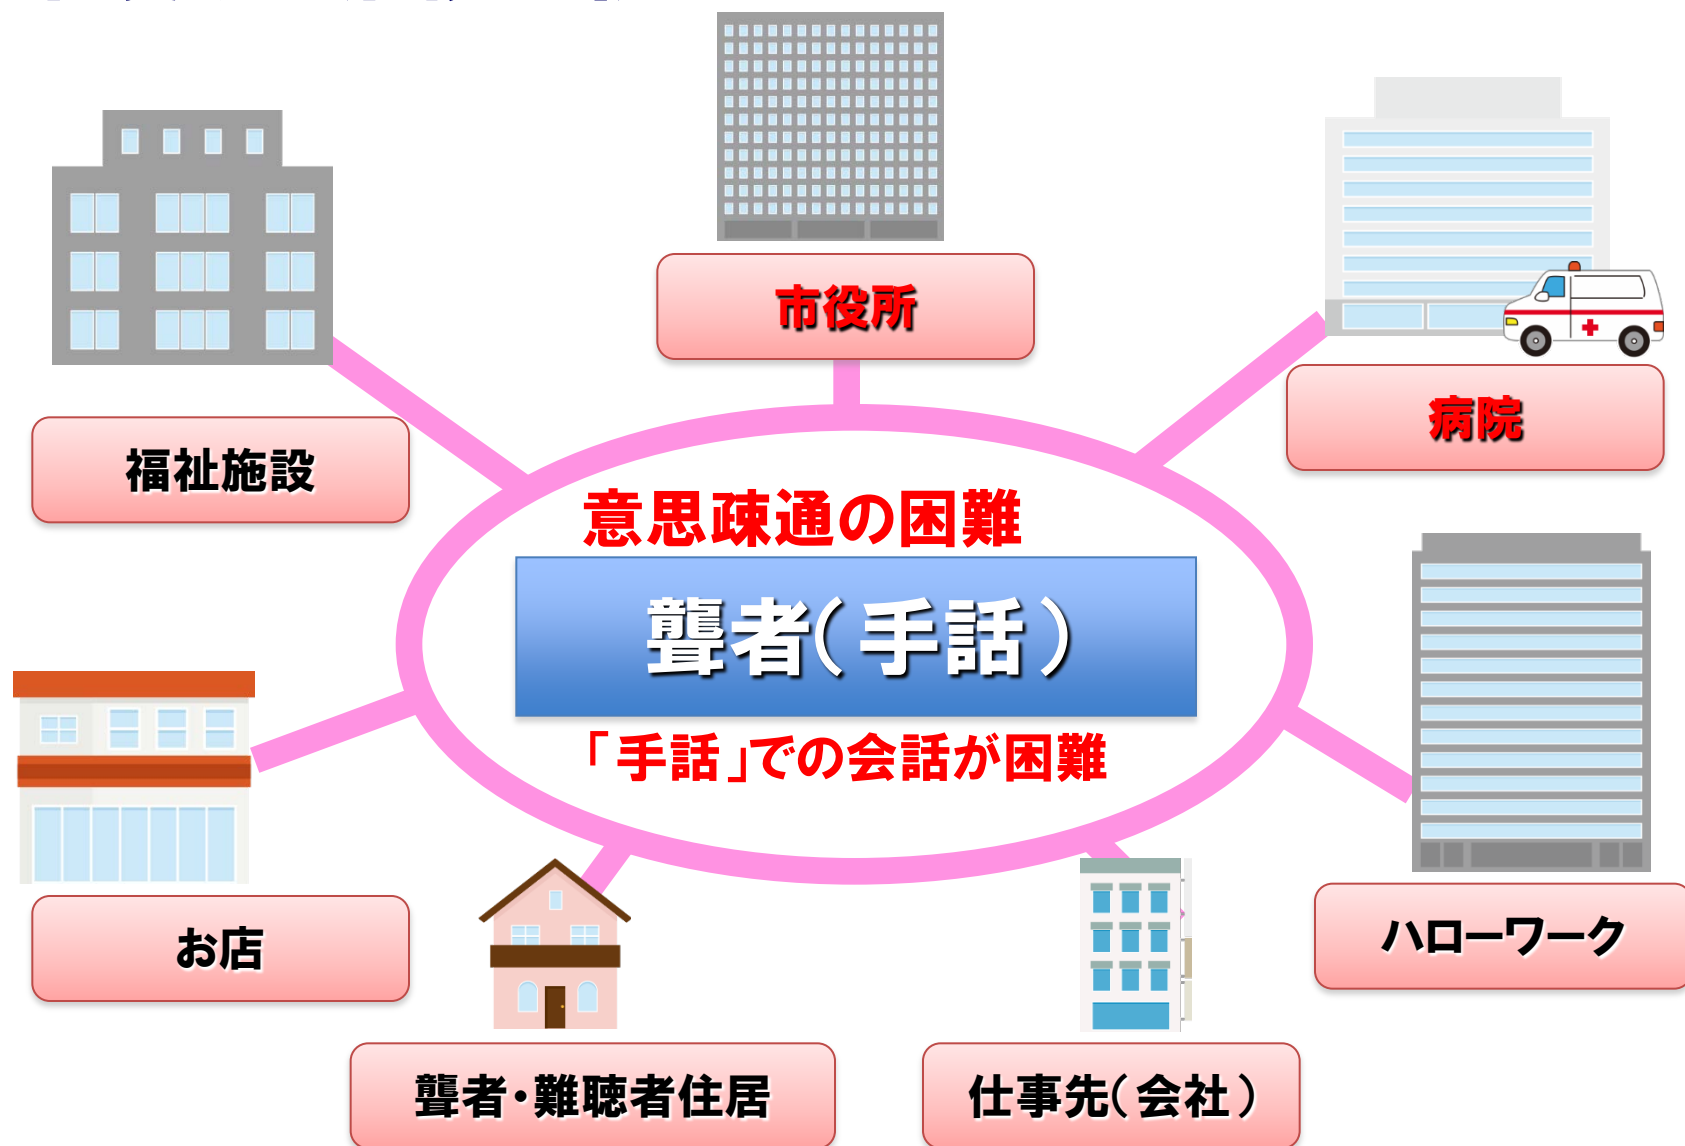 市役所
病院
福祉施設
意思疎通の困難
聾者(手話)
「手話」での会話が困難
お店
ハローワーク
聾者・難聴者住居
仕事先(会社)